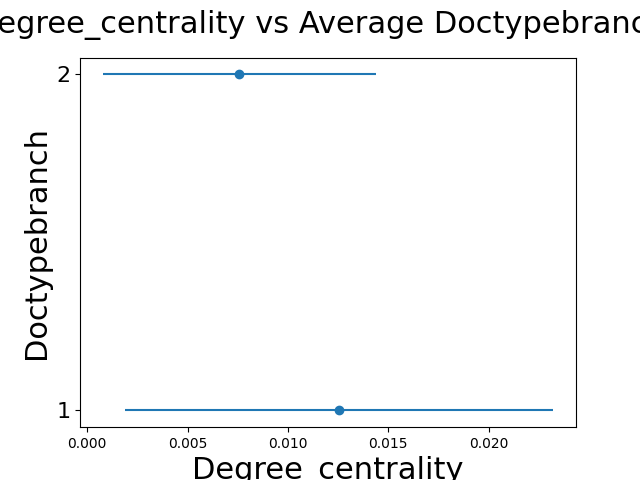 egree_centrality vs Average Doctypebranc
2
Doctypebranch
1
0.000 0.005 0.010 0.015 0.020
Degree_centrality